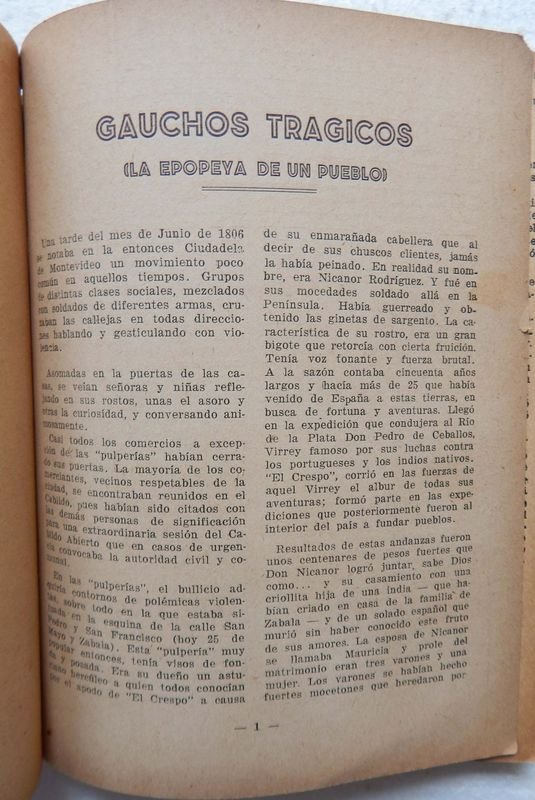 GAUCHOS TRAGICOS
(LA EPOPEYA DE UN PUEBLO)
Una tarde del mes de Junio de 1806
se notaba en la entonces Ciudadela
de Montevideo un movimiento poco
común en aquellos tiempos. Grupos
de distintas clases sociales, mezclados
con soldados de diferentes armas, cru-
zaban las callejas en todas direccio-
nes hablando y gesticulando con vio-
lencia.
Asomadas en la puertas de las ca-
sas, se veían señoras y niñas refle-
jando en sus rostros, unas el asoro y
otras la curiosidad, y conversando ani-
mosamente.
Casi todos los comercios a excep-
ción de las "pulperías" habían cerra-
do sus puertas. La mayoría de los co-
merciantes, vecinos respetables de la
ciudad, se encontraban reunidos en el
Cabildo, pues habían sido citados con
las demás personas de significación
para una extraordinaria sesión del Ca-
bildo Abierto que en casos de urgen-
cia convocaba la autoridad civil y co-
munal.
En las "pulperías", el bullicio ad-
quiría contornos de polémicas violen-
tas, sobre todo en la que estaba si-
tuada en la esquina de la calle San
Pedro y San Francisco (hoy 25 de
Mayo y Zabala). Esta "pulpería" muy
popular entonces, tenía visos de fon-
da y posada. Era su dueño un astu-
riano hercúleo a quien todos conocían
por el apodo de "El Crespo" a causa
de su enmarañada cabellera que al
decir de sus chuscos clientes, jamás
la había peinado. En realidad su nom-
bre, era Nicanor Rodríguez. Y fué en
sus mocedades soldado allá en la
Península. Había guerreado y ob-
tenido las ginetas de sargento. La ca-
racterística de su rostro, era un gran
bigote que retorcía con cierta fruición.
Tenía voz fonante y fuerza brutal.
A la sazón contaba cincuenta años
largos y hacía más de 25 que había
venido de España a estas tierras, en
busca de fortuna y aventuras. Llegó
en la expedición que condujera al Río
de la Plata Don Pedro de Ceballos,
Virrey famoso por sus luchas contra
los portugueses y los indios nativos.
"El Crespo", corrió en las fuerzas de
aquel Virrey el albur de todas sus
aventuras; formó parte en las expe-
diciones que posteriormente fueron al
interior del país a fundar pueblos.
Resultados de estas andanzas fueron
unos centenares de pesos fuertes que
Don Nicanor logró juntar, sabe Dios
como... y su casamiento con una
criollita hija de una india — que ha-
bían criado en casa de la familia de
Zabala — y de un soldado español que
murió sin haber conocido este fruto
de sus amores. La esposa de Nicanor
se llamaba Mauricia y prole del
matrimonio eran tres varones y una
mujer. Los varones se habían hecho
fuertes mocetones que heredaron por
— 1 —